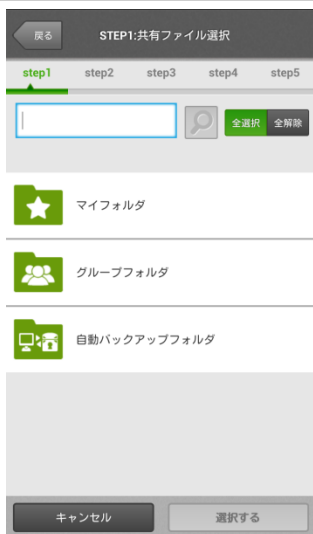 戻る
STEP1:共有ファイル選択
step1 step2 step3 step4 step5
全選択 全解除
マイフォルダ
グループフォルダ
自動バックアップフォルダ
キャンセル 選択する